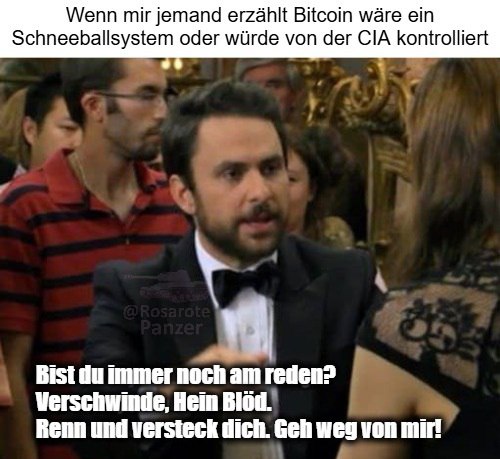 Wenn mir jemand erzählt Bitcoin wäre ein
Schneeballsystem oder würde von der CIA kontrolliert
@Rosarote
Panzer
Bist du immer noch am reden?
Verschwinde, Hein Blöd.
Renn und versteck dich. Geh weg von mir!